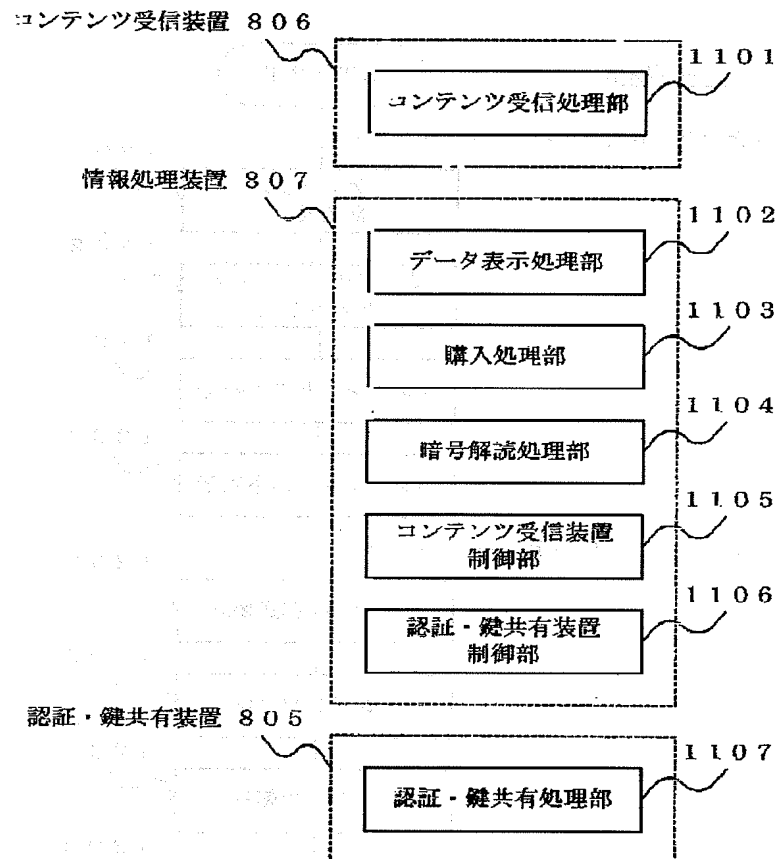 コンテンツ受信装置 806
1101
コンテンツ受信処理部
情報処理装置 807
1102
データ表示処理部
1103
購入処理部
1104
暗号解読処理部
1105
コンテンツ受信装置
制御部
1106
認証・鍵共有装置
制御部
認証・鍵共有装置 805
1107
認証・鍵共有処理部